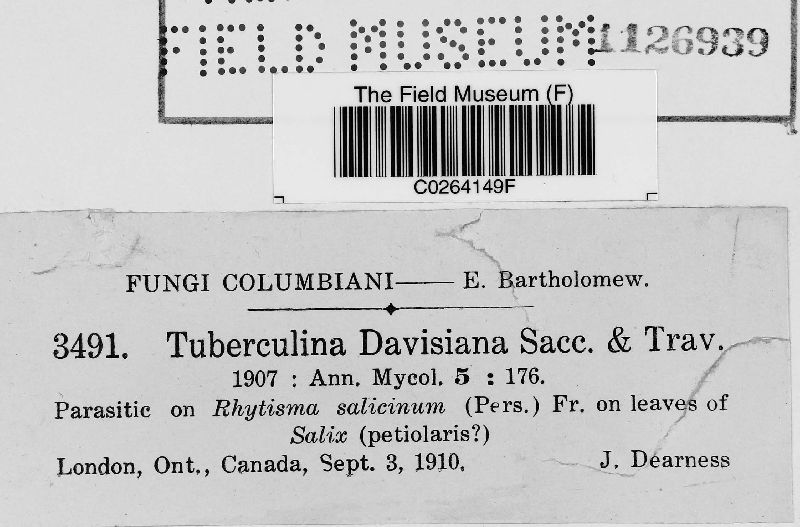 FIELD MUSEUM 1126939
The Field Museum (F)
C0264149F
FUNGI COLUMBIANI—— E. Bartholomew.
3491. Tuberculina Davisiana Sacc. & Trav.
1907 : Ann. Mycol. 5 : 176.
Parasitic on Rhytisma salicinum (Pers.) Fr. on leaves of
Salix (petiolaris?)
London, Ont., Canada, Sept. 3, 1910. J. Dearness